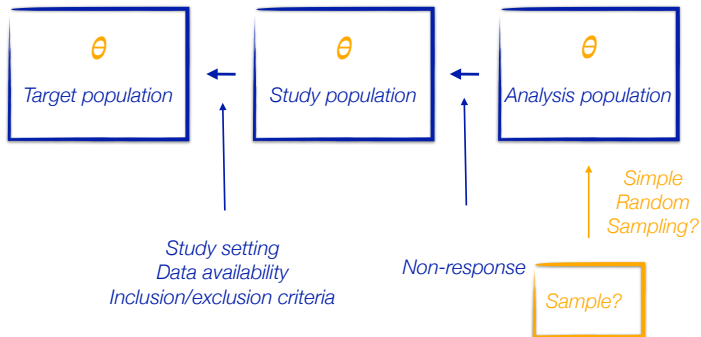 θ
θ
θ
Target population
Study population
Analysis population
Simple
Random
Sampling?
Study setting
Data availability
Inclusion/exclusion criteria
Non-response
Sample?